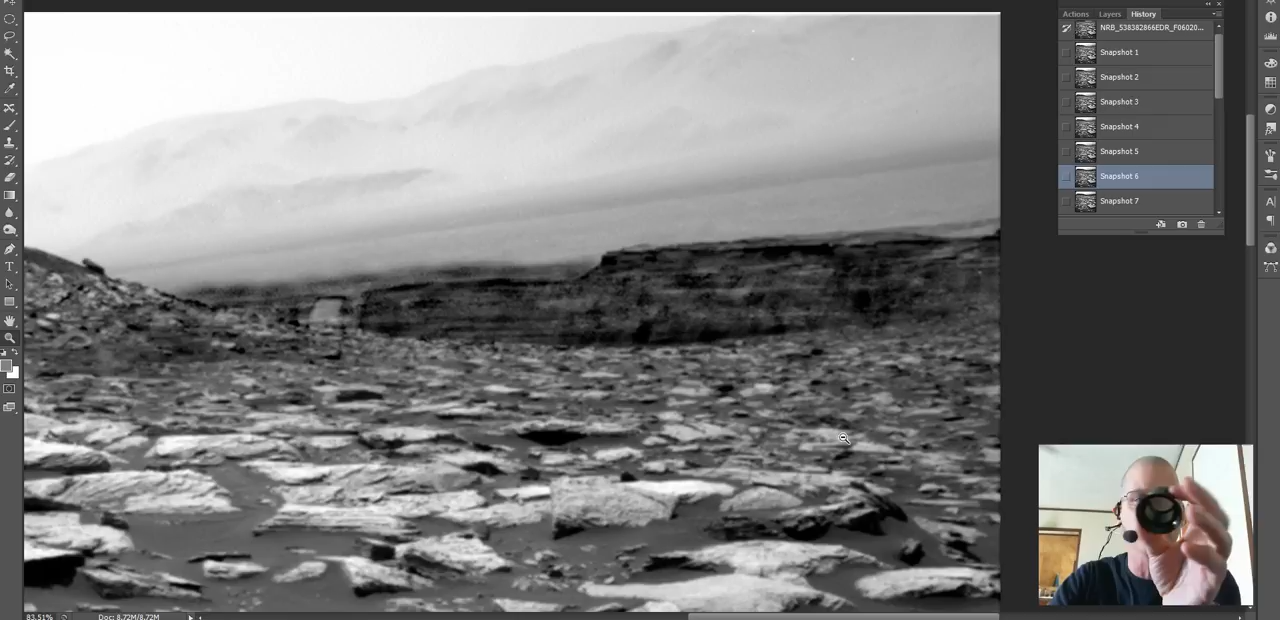 Actions Layers History
NRB_538382866EDR_F06020...
Snapshot 1
Snapshot 2
Snapshot 3
Snapshot 4
Snapshot 5
Snapshot 6
Snapshot 7
83.51% Doc: 8.72M/8.72M